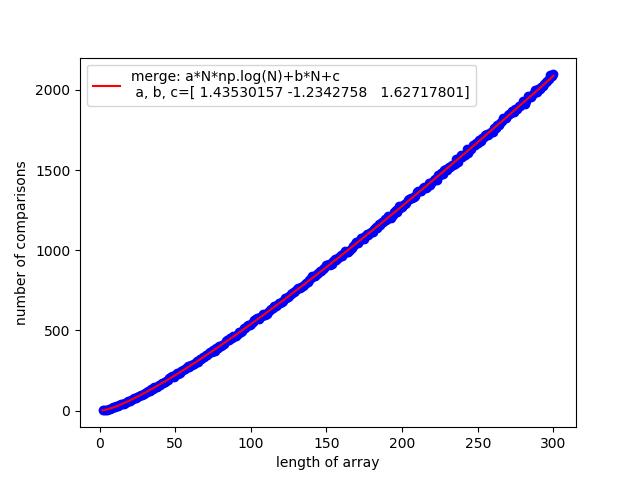 merge: a*N*np.log(N)+b*N+c
a, b, c=[ 1.43530157 -1.2342758   1.62717801]
2000
1500
1000
500
0
number of comparisons
0 50 100 150 200 250 300
length of array